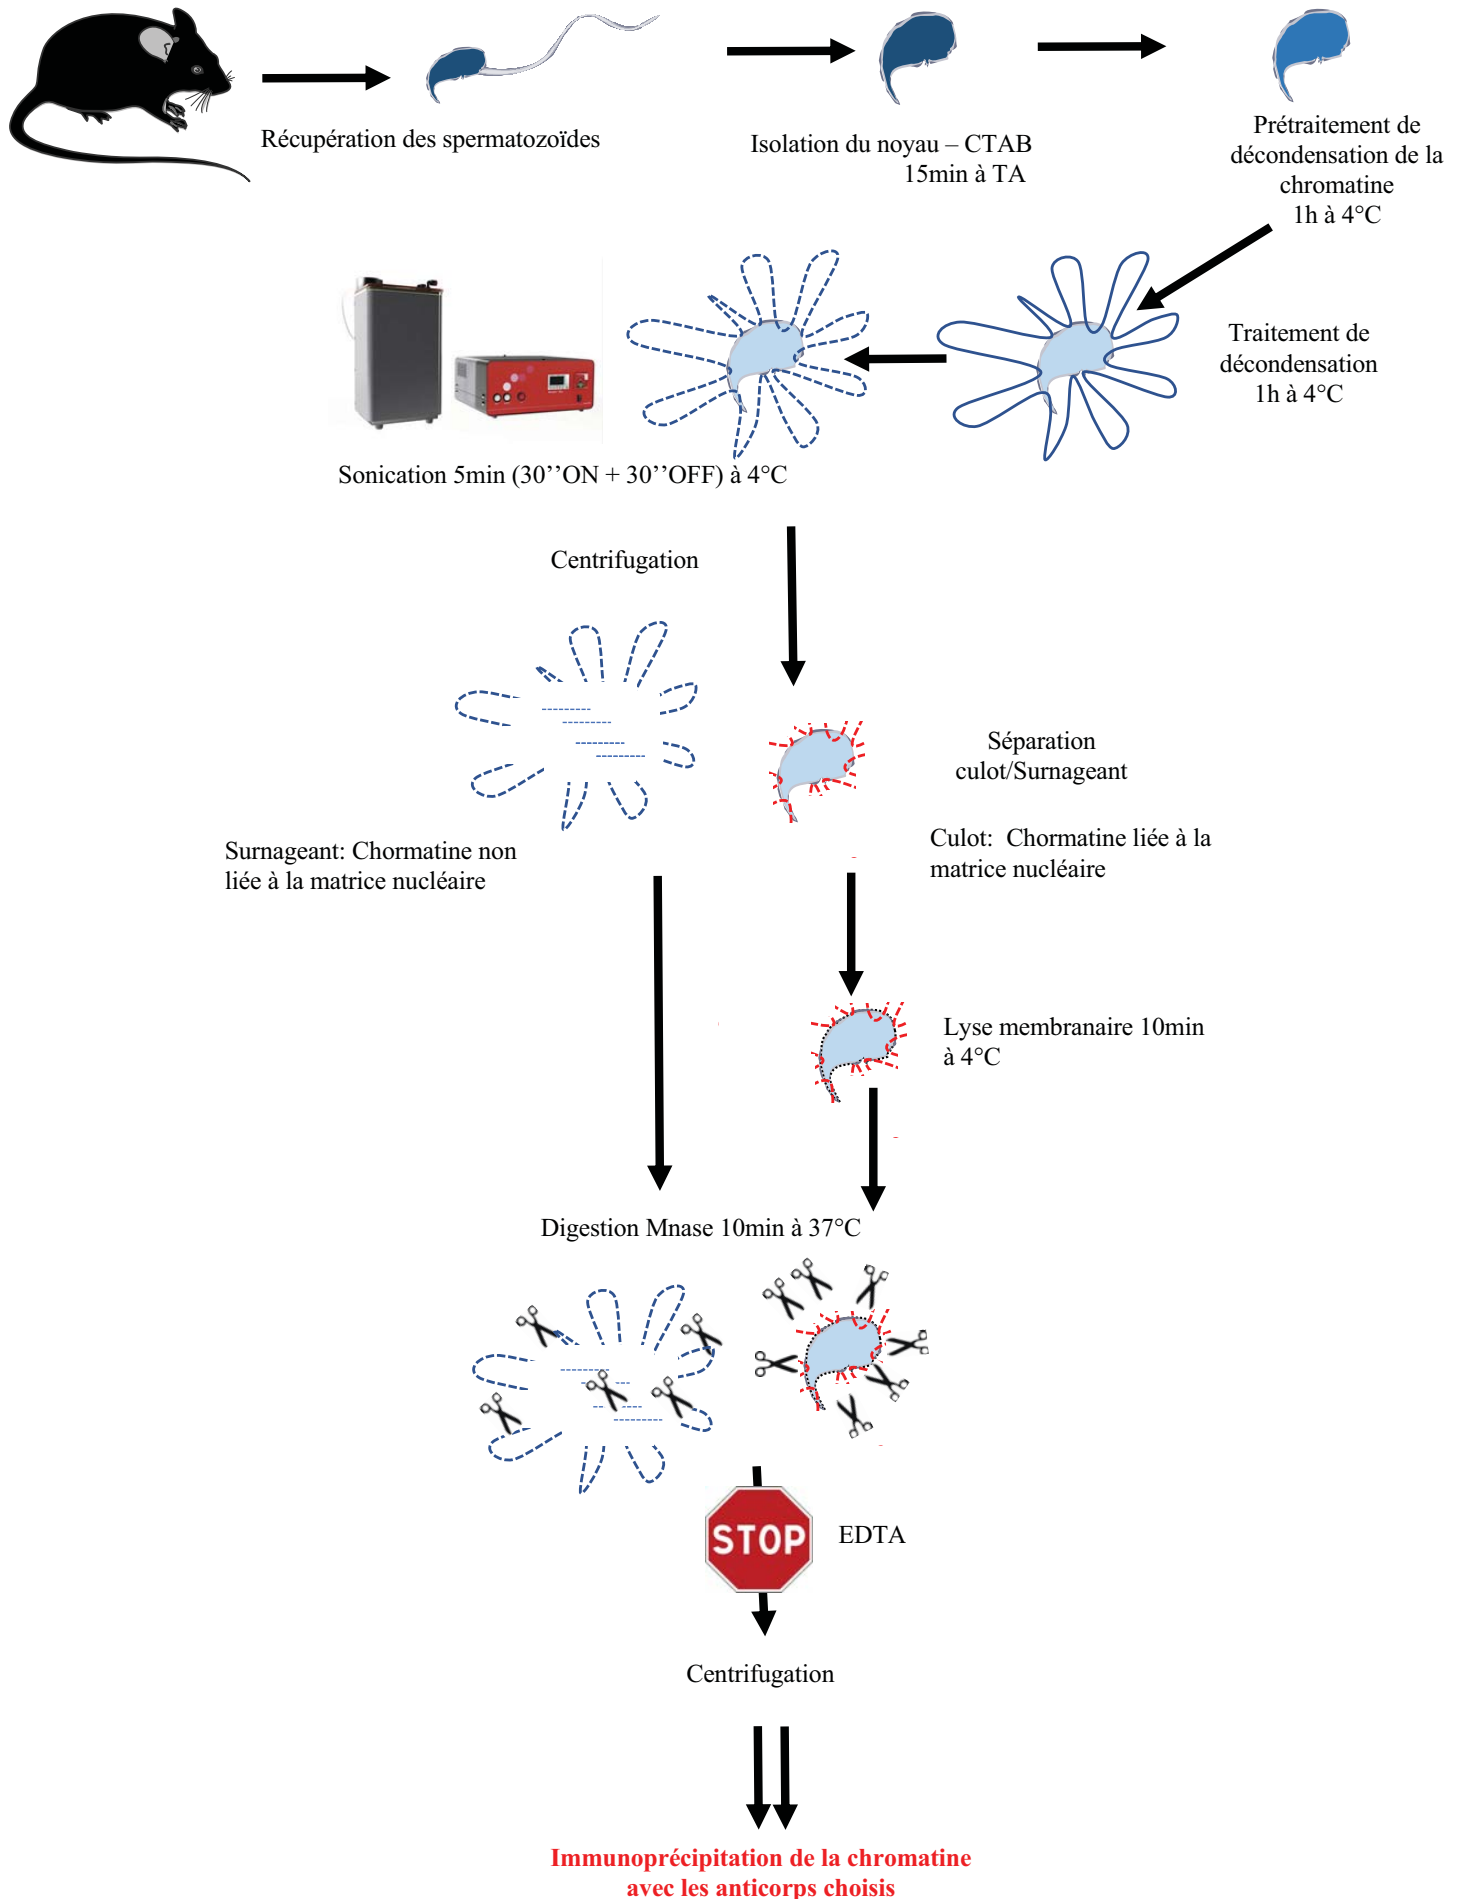 Récupération des spermatozoïdes
Isolation du noyau – CTAB
15min à TA
Prétraitement de
décondensation de la
chromatine
1h à 4°C
Traitement de
décondensation
1h à 4°C
Sonication 5min (30’’ON + 30’’OFF) à 4°C
Centrifugation
Séparation
culot/Surnageant
Surnageant: Chormatine non
liée à la matrice nucléaire
Culot:  Chormatine liée à la
matrice nucléaire
Lyse membranaire 10min
à 4°C
Digestion Mnase 10min à 37°C
STOP
EDTA
Centrifugation
Immunoprécipitation de la chromatine
avec les anticorps choisis